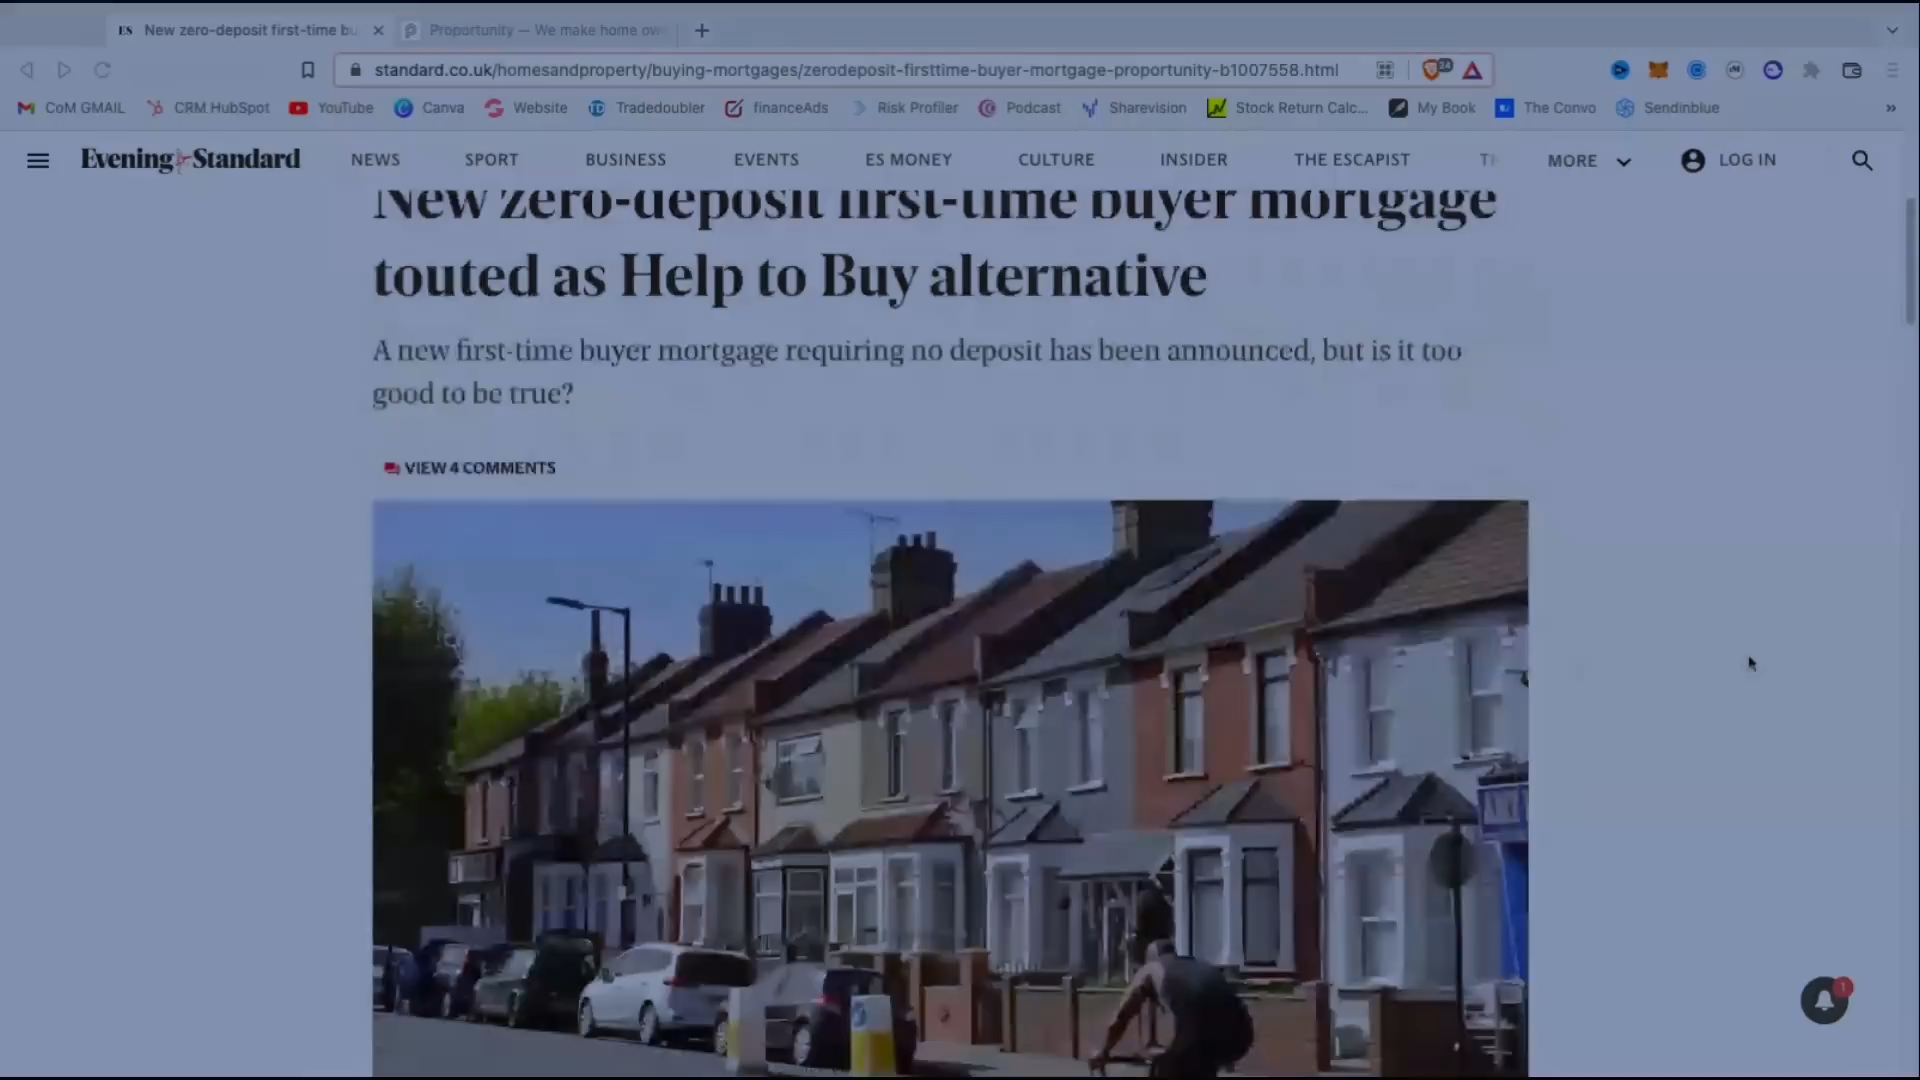 ES New zero-deposit first-time bu
Proportunity — We make home own
standard.co.uk/homesandproperty/buying-mortgages/zerodeposit-firsttime-buyer-mortgage-proportunity-b1007558.html
24
CoM GMAIL CRM HubSpot YouTube Canva Website Tradedoubler financeAds Risk Profiler Podcast Sharevision Stock Return Calc... My Book The Convo Sendinblue »
Evening Standard NEWS SPORT BUSINESS EVENTS ES MONEY CULTURE INSIDER THE ESCAPIST MORE LOG IN
New zero-deposit first-time buyer mortgage
touted as Help to Buy alternative
A new first-time buyer mortgage requiring no deposit has been announced, but is it too
good to be true?
VIEW 4 COMMENTS
1